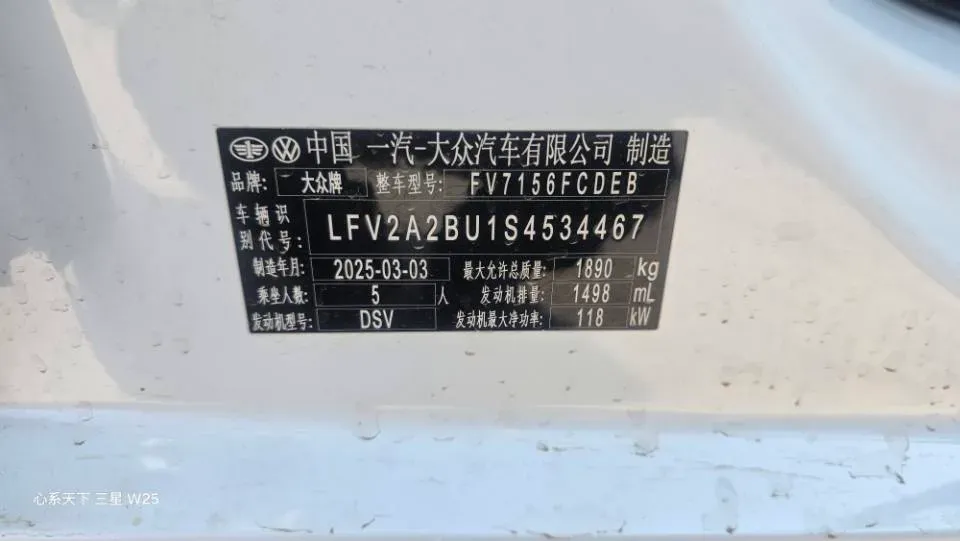 中国 一汽-大众汽车有限公司 制造
品牌: 大众牌 整车型号: FV7156FCDEB
车辆识别代号: LFV2A2BU1S4534467
制造年月: 2025-03-03 最大允许总质量: 1890 kg
乘坐人数: 5 人 发动机排量: 1498 mL
发动机型号: DSV 发动机最大净功率: 118 kW
心系天下 三星 W25